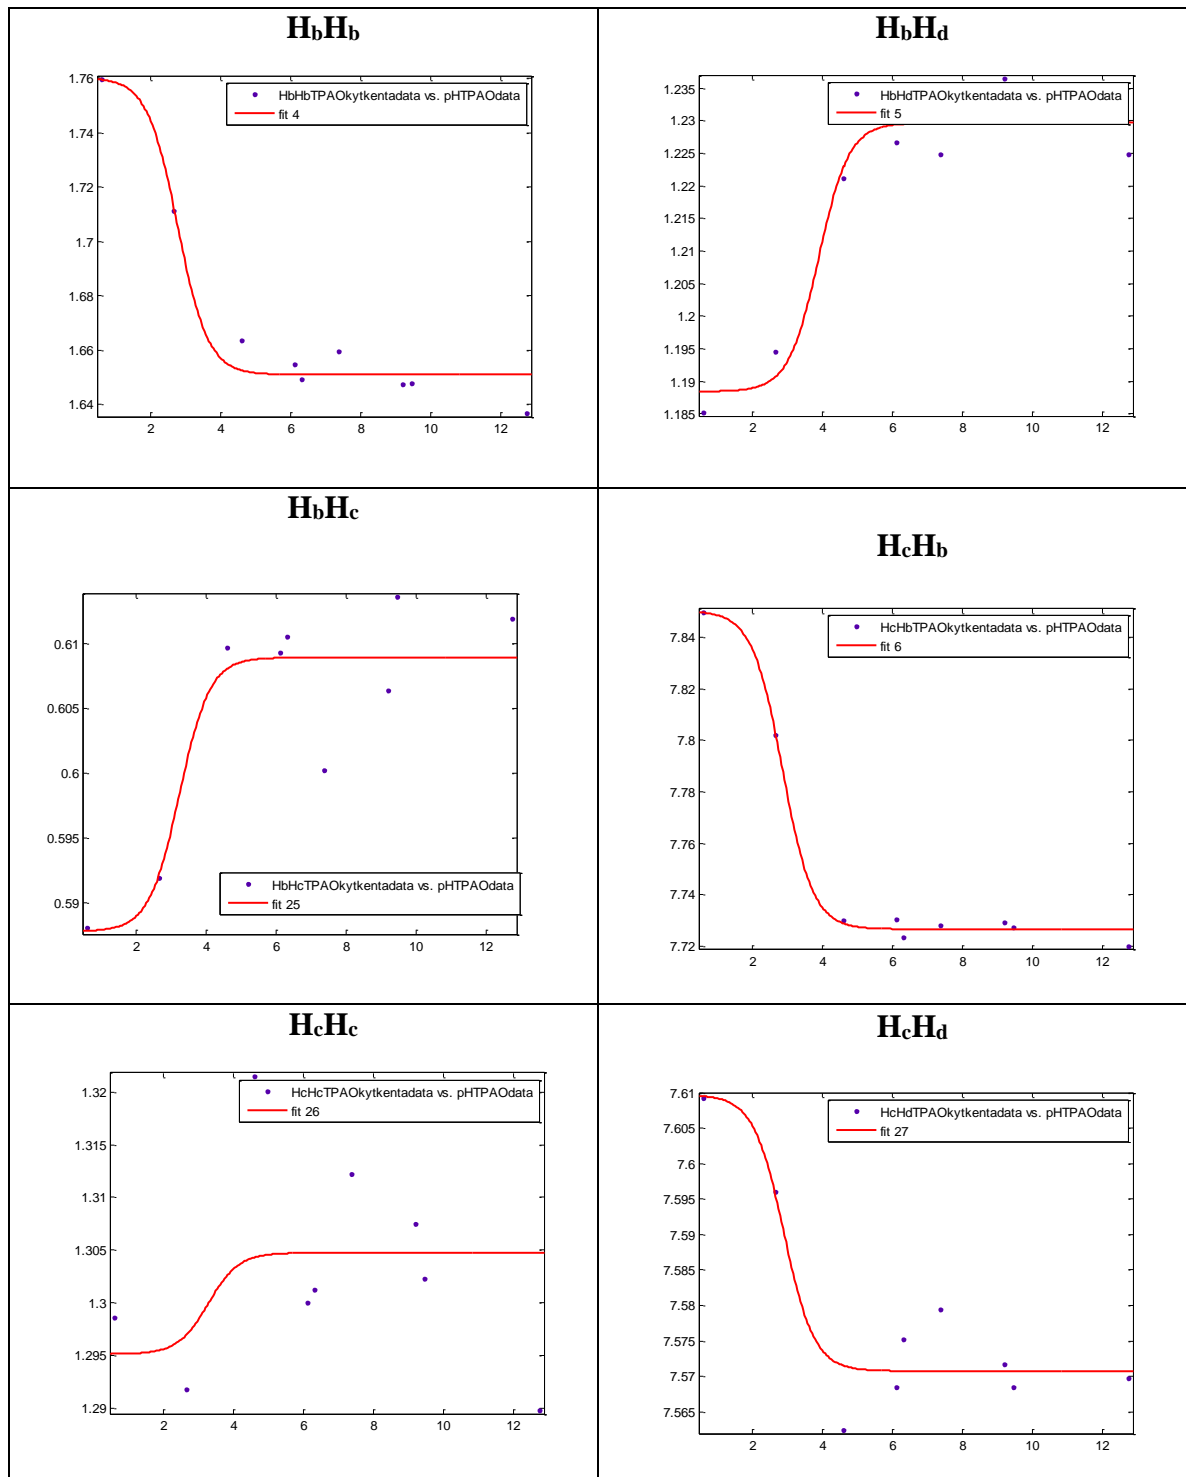 HbHb
1.76
1.74
1.72
1.7
1.68
1.66
1.64
2 4 6 8 10 12
HbHbTPAOkytkentadata vs. pHTPAOdata
fit 4
HbHd
1.235
1.23
1.225
1.22
1.215
1.21
1.205
1.2
1.195
1.19
1.185
2 4 6 8 10 12
HbHdTPAOkytkentadata vs. pHTPAOdata
fit 5
HbHc
0.61
0.605
0.6
0.595
0.59
2 4 6 8 10 12
HbHcTPAOkytkentadata vs. pHTPAOdata
fit 25
HcHb
7.84
7.82
7.8
7.78
7.76
7.74
7.72
2 4 6 8 10 12
HcHbTPAOkytkentadata vs. pHTPAOdata
fit 6
HcHc
1.32
1.315
1.31
1.305
1.3
1.295
1.29
2 4 6 8 10 12
HcHcTPAOkytkentadata vs. pHTPAOdata
fit 26
HcHd
7.61
7.605
7.6
7.595
7.59
7.585
7.58
7.575
7.57
7.565
2 4 6 8 10 12
HcHdTPAOkytkentadata vs. pHTPAOdata
fit 27